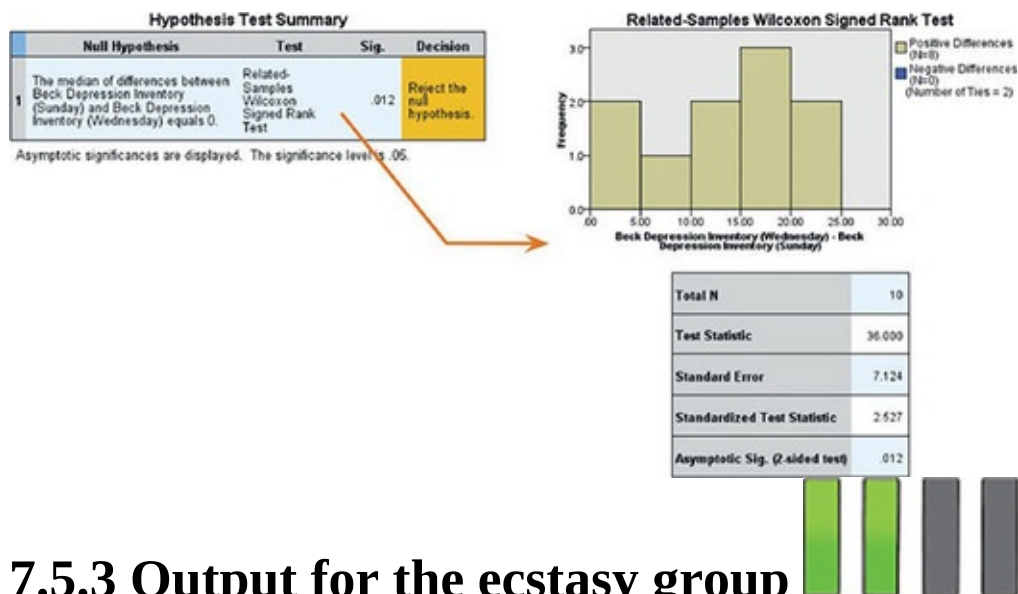 Hypothesis Test Summary
Null Hypothesis Test Sig. Decision
1 The median of differences between Beck Depression Inventory (Sunday) and Beck Depression Inventory (Wednesday) equals 0. Related-Samples Wilcoxon Signed Rank Test .012 Reject the null hypothesis.
Asymptotic significances are displayed. The significance level is .05.
Related-Samples Wilcoxon Signed Rank Test
Positive Differences
(N=8)
Negative Differences
(N=0)
(Number of Ties = 2)
Frequency
3.0
2.0
1.0
0.0
.00 5.00 10.00 15.00 20.00 25.00 30.00
Beck Depression Inventory (Wednesday) - Beck
Depression Inventory (Sunday)
Total N 10
Test Statistic 36.000
Standard Error 7.124
Standardized Test Statistic 2.527
Asymptotic Sig. (2-sided test) .012
7.5.3 Output for the ecstasy group